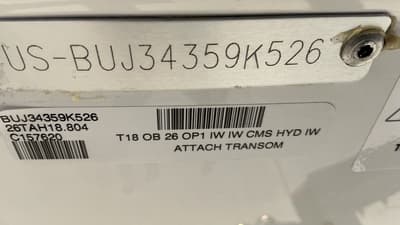 US-BUJ34359K526
BUJ34359K526
26TAH18.804
C157620
T18 OB 26 OP1 IW IW CMS HYD IW
ATTACH TRANSOM